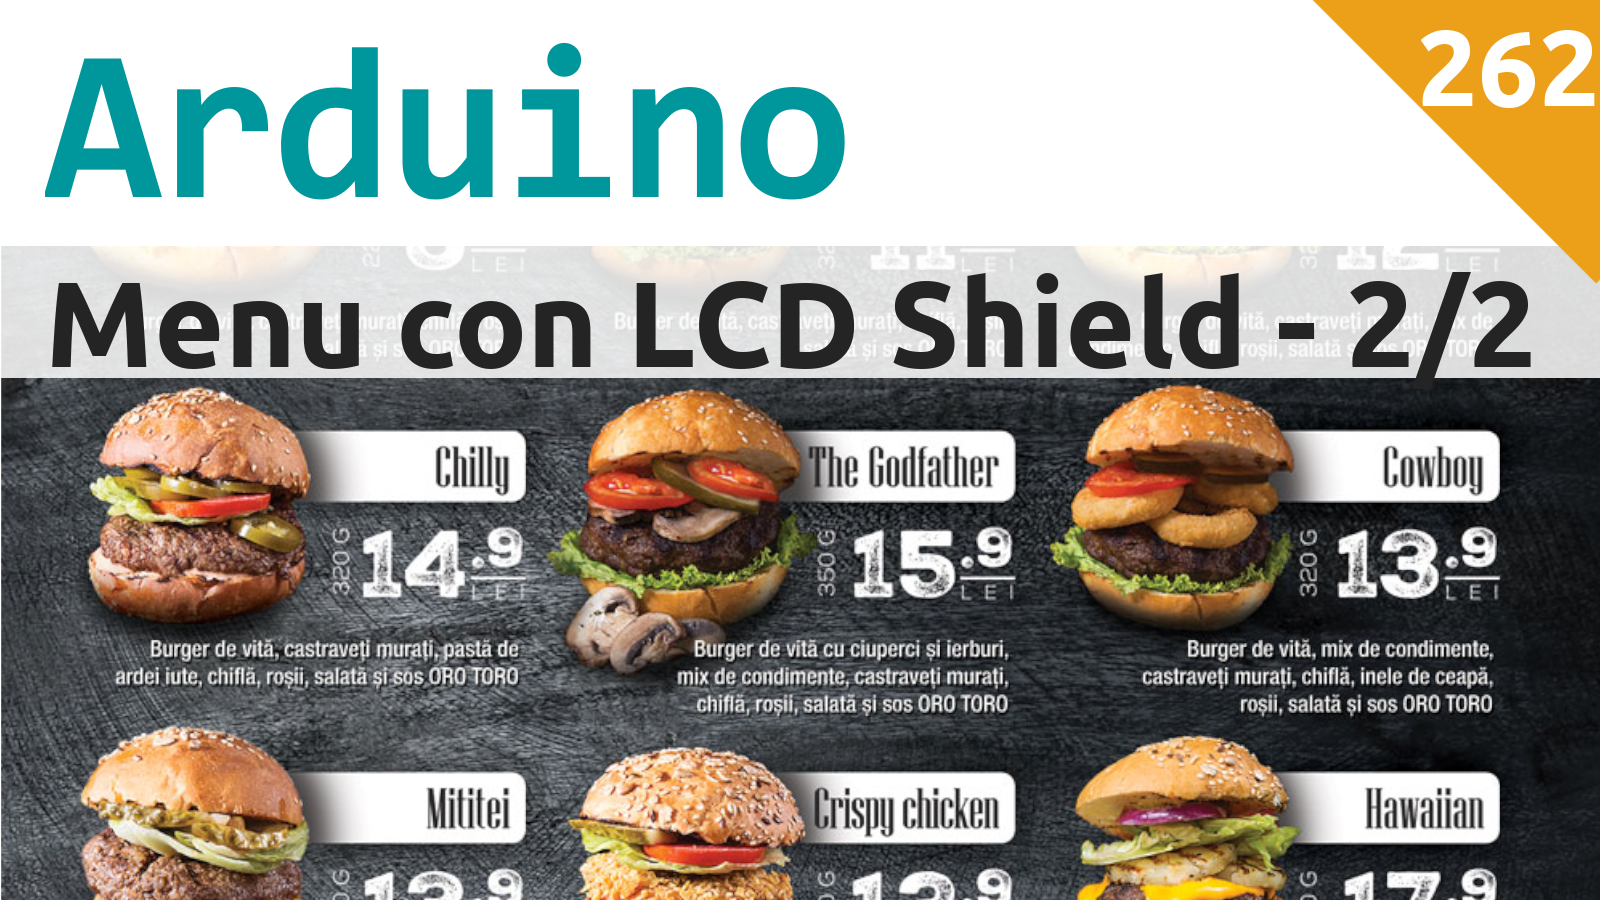 Arduino
262
LEI
LEI
LEI
Menu con LCD Shield - 2/2
Chilly
The Godfather
Cowboy
320 G
14.9
LEI
350 G
15.9
LEI
320 G
13.9
LEI
Burger de vită, castraveți murați, pastă de
ardei iute, chiflă, roșii, salată și sos ORO TORO
Burger de vită cu ciuperci și ierburi,
mix de condimente, castraveți murați,
chiflă, roșii, salată și sos ORO TORO
Burger de vită, mix de condimente,
castraveți murați, chiflă, inele de ceapă,
roșii, salată și sos ORO TORO
Mititei
Crispy chicken
Hawaiian